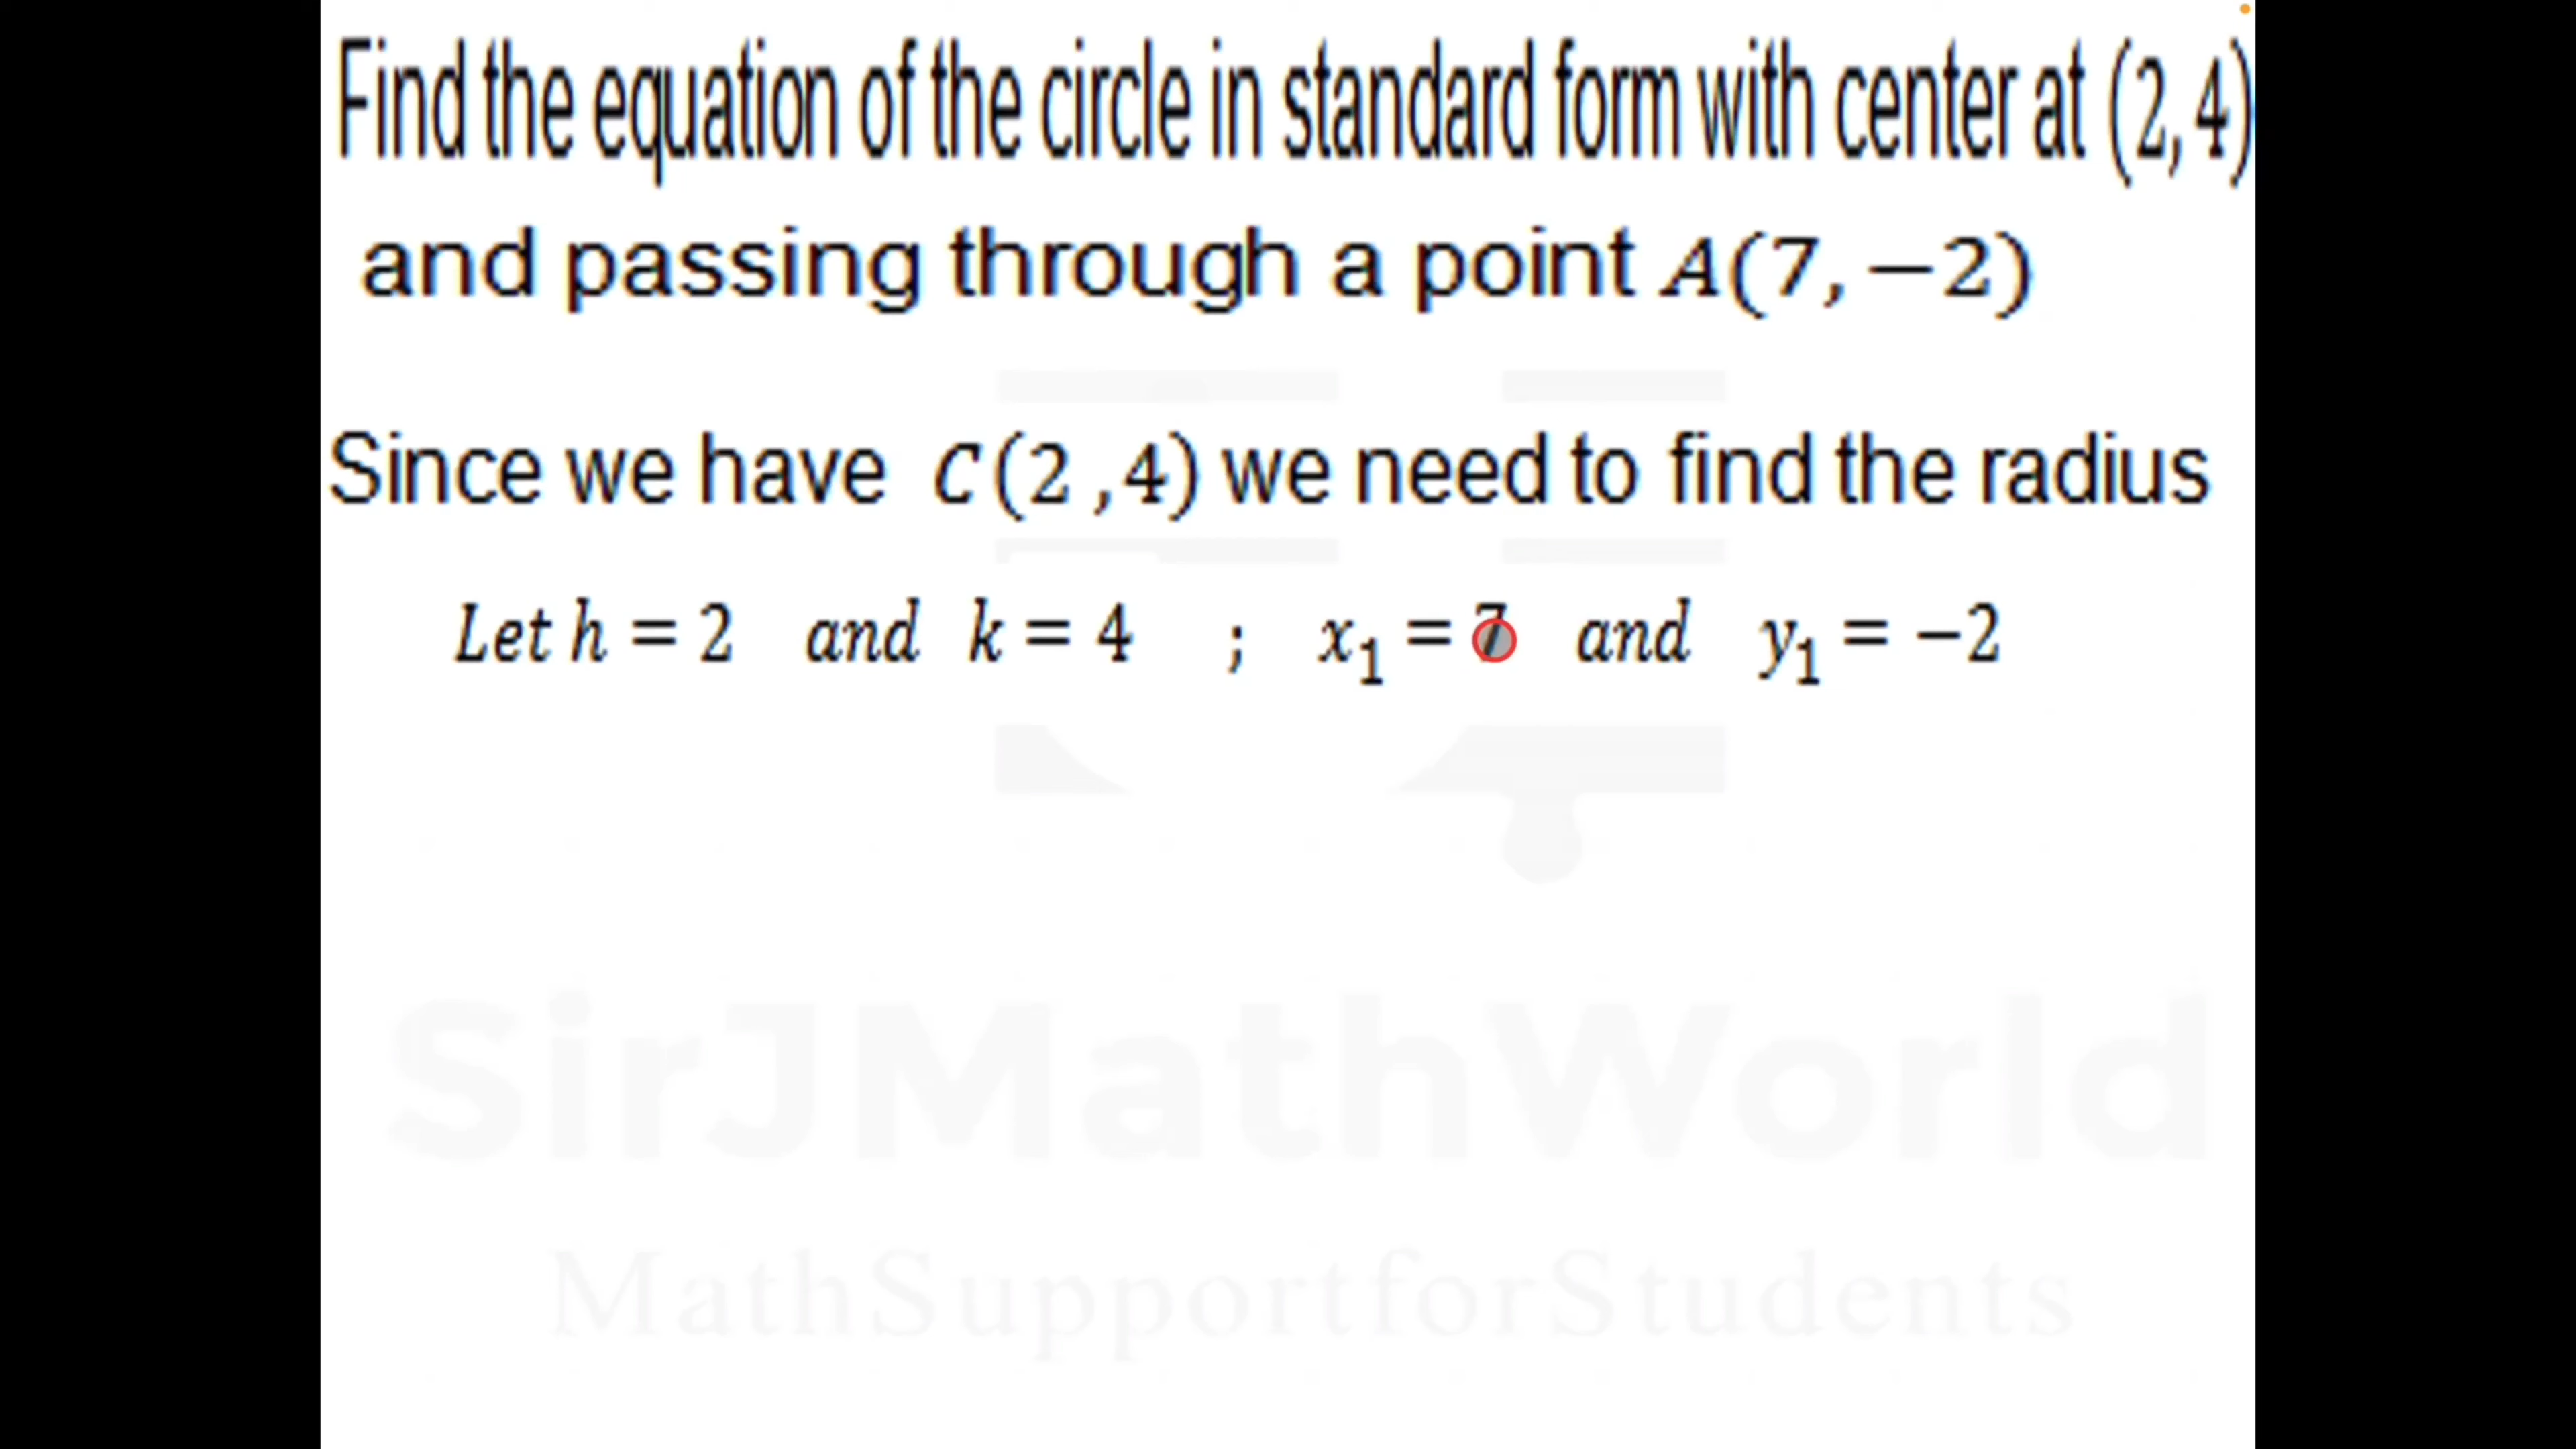 Find the equation of the circle in standard form with center at (2, 4)
and passing through a point A(7, −2)
Since we have C(2 ,4) we need to find the radius
Let h = 2 and k = 4 ; x₁ = 7 and y₁ = −2
SirJMathWorld
MathSupportforStudents